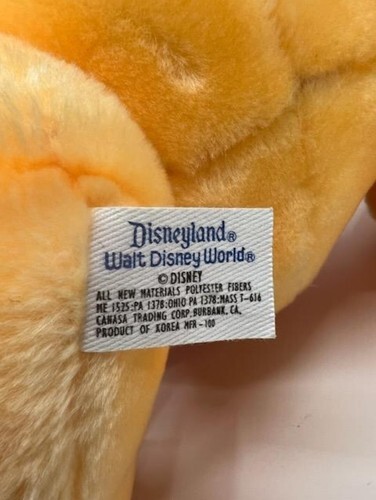 Disneyland®
Walt Disney World®
© DISNEY
ALL NEW MATERIALS POLYESTER FIBERS
ME 1525:PA 1378:OHIO PA 1378:MASS T-616
CANASA TRADING CORP.BURBANK, CA,
PRODUCT OF KOREA MFR-100